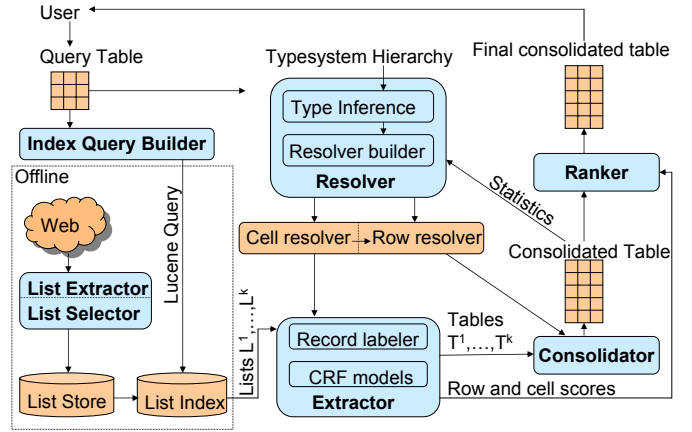 User
Query Table
Index Query Builder
Offline
Web
List Extractor
List Selector
List Store
List Index
Lucene Query
Lists L1,…,Lk
Typesystem Hierarchy
Type Inference
Resolver builder
Resolver
Cell resolver
Row resolver
Record labeler
CRF models
Extractor
Tables
T1,…,Tk
Row and cell scores
Statistics
Final consolidated table
Ranker
Consolidated Table
Consolidator